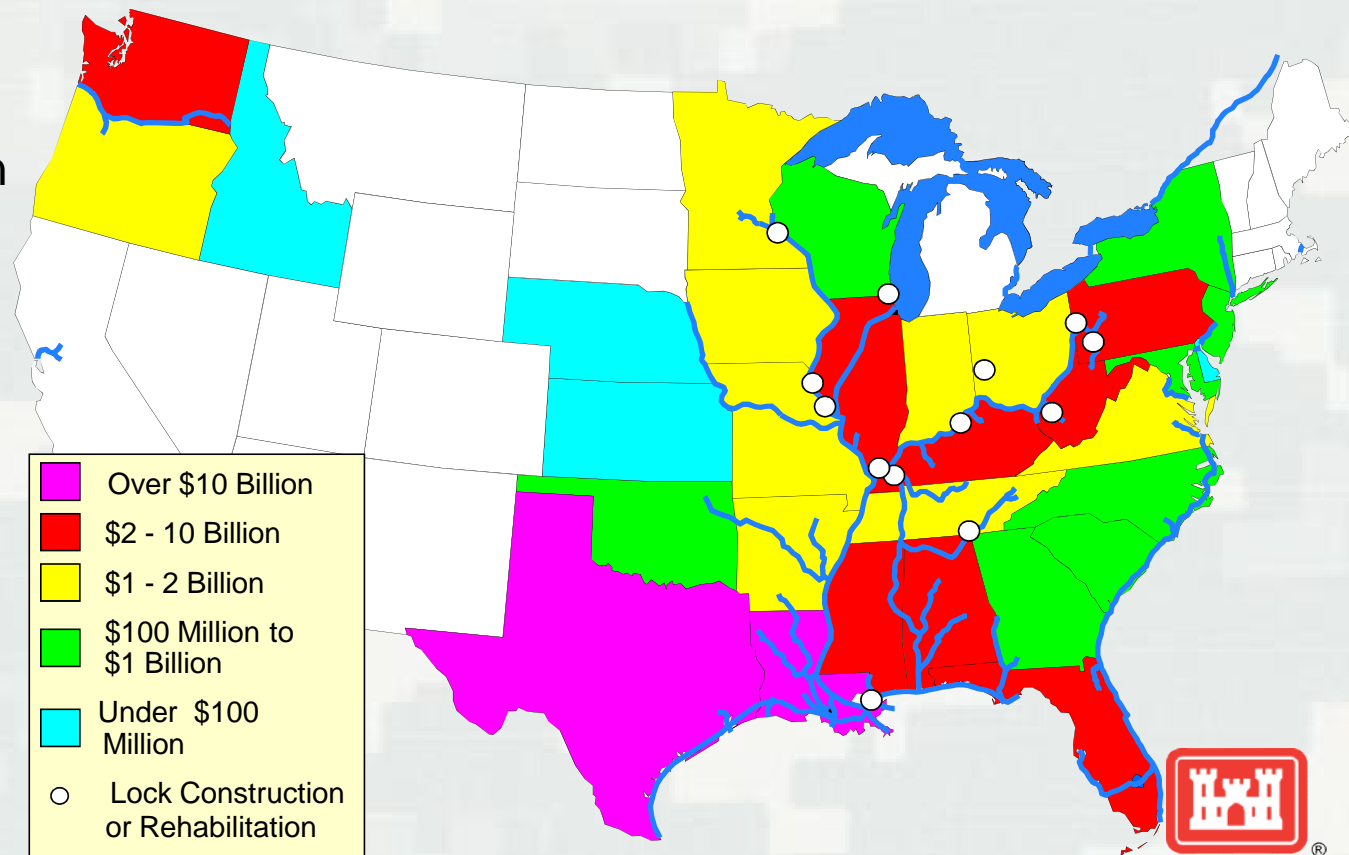 n
Over $10 Billion
$2 - 10 Billion
$1 - 2 Billion
$100 Million to
$1 Billion
Under $100
Million
Lock Construction
or Rehabilitation
®